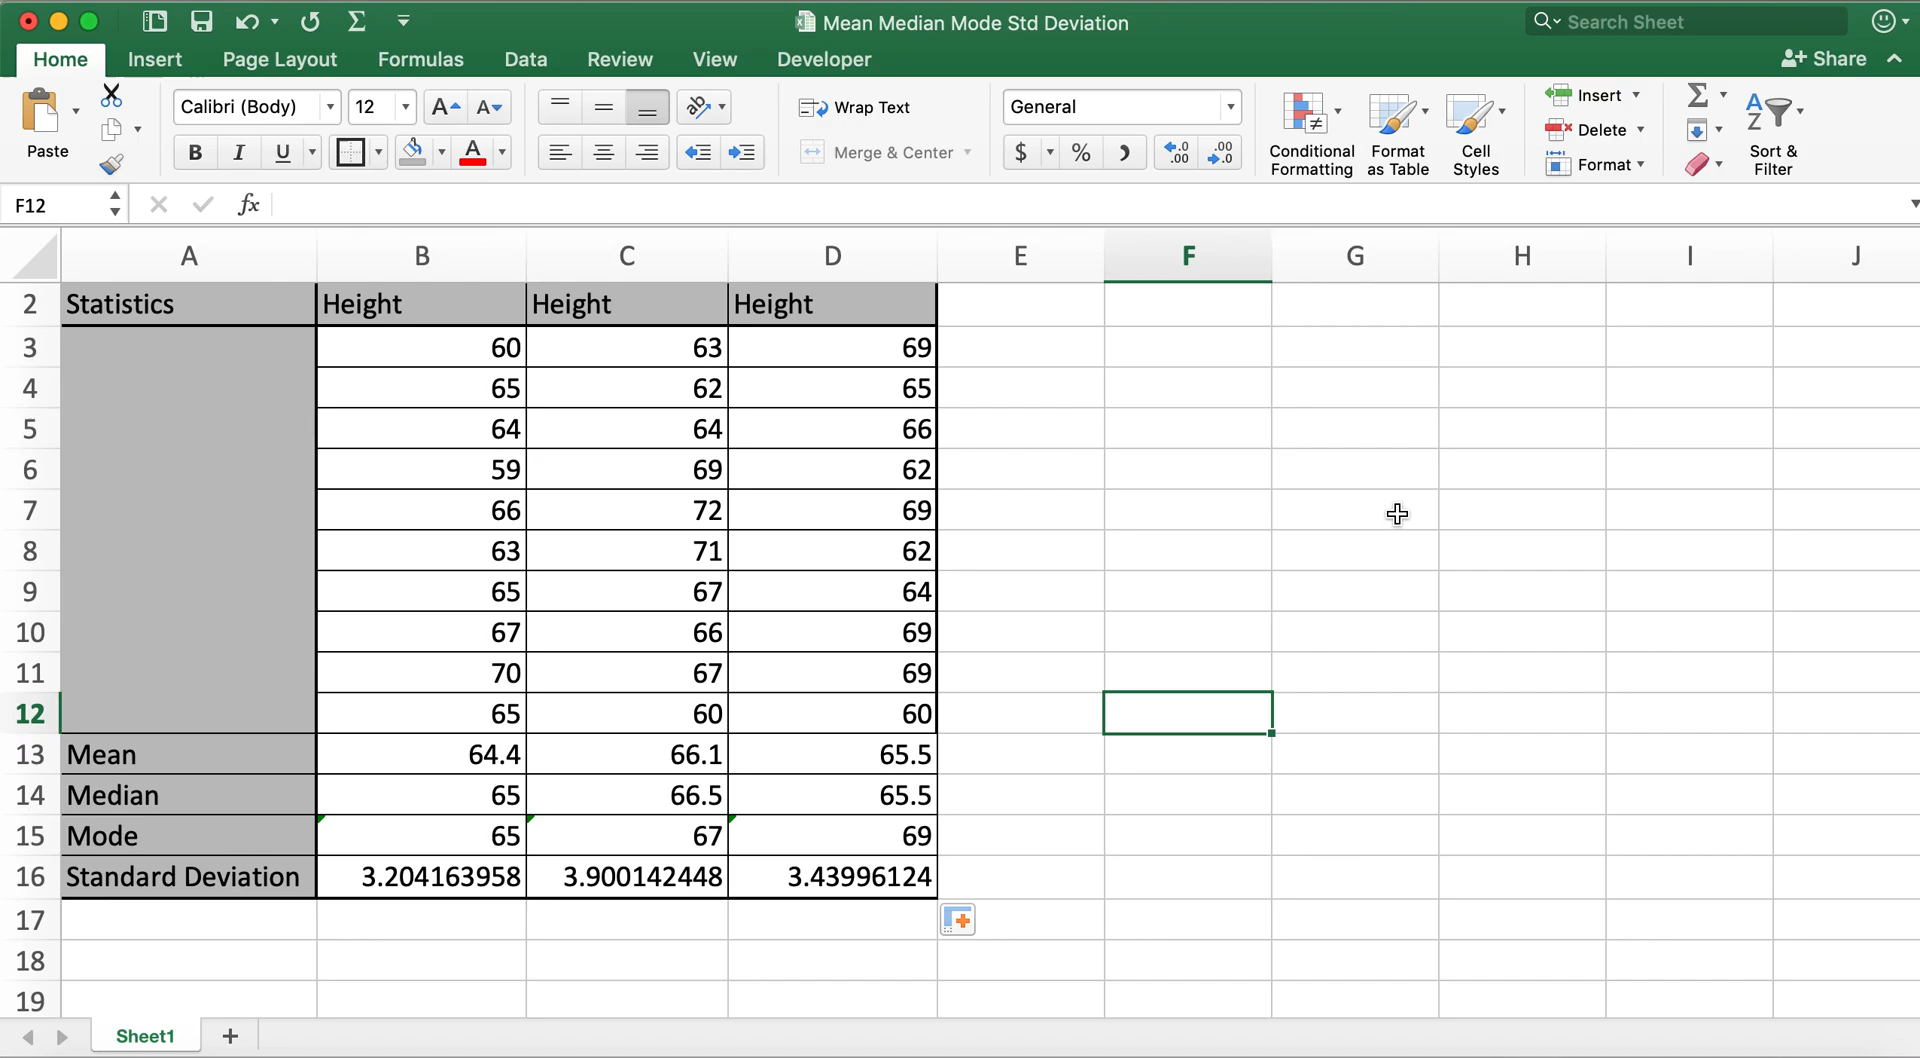 Mean Median Mode Std Deviation
Search Sheet
Home Insert Page Layout Formulas Data Review View Developer Share
Paste
Calibri (Body) 12 A A
B I U A
ab
Wrap Text
Merge & Center
General
$ % ) .0 .00 .00 .0
Conditional Formatting
Format as Table
Cell Styles
Insert
Delete
Format
Σ
A Z
Sort & Filter
F12 fx
A B C D E F G H I J
2 Statistics Height Height Height
3 60 63 69
4 65 62 65
5 64 64 66
6 59 69 62
7 66 72 69
8 63 71 62
9 65 67 64
10 67 66 69
11 70 67 69
12 65 60 60
13 Mean 64.4 66.1 65.5
14 Median 65 66.5 65.5
15 Mode 65 67 69
16 Standard Deviation 3.204163958 3.900142448 3.43996124
17
18
19
Sheet1 +